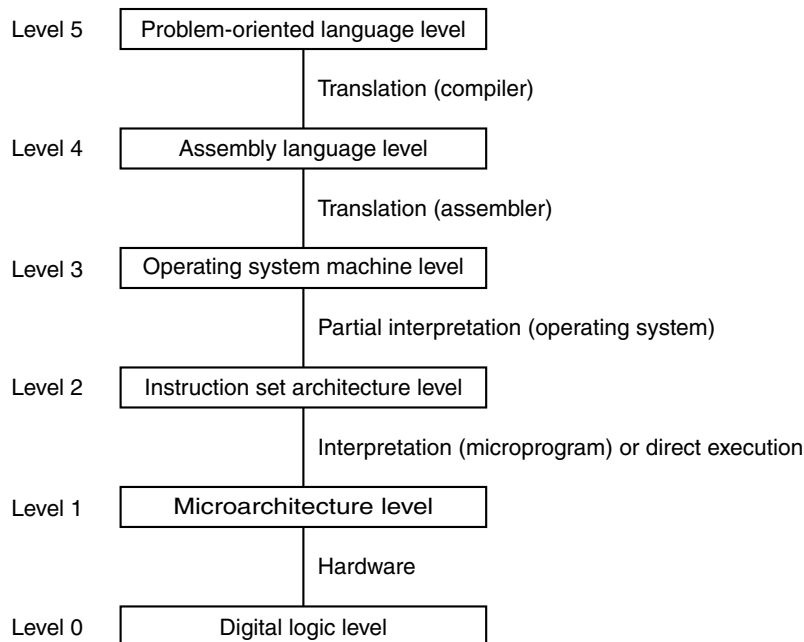 Level 5 Problem-oriented language level
Translation (compiler)
Level 4 Assembly language level
Translation (assembler)
Level 3 Operating system machine level
Partial interpretation (operating system)
Level 2 Instruction set architecture level
Interpretation (microprogram) or direct execution
Level 1 Microarchitecture level
Hardware
Level 0 Digital logic level